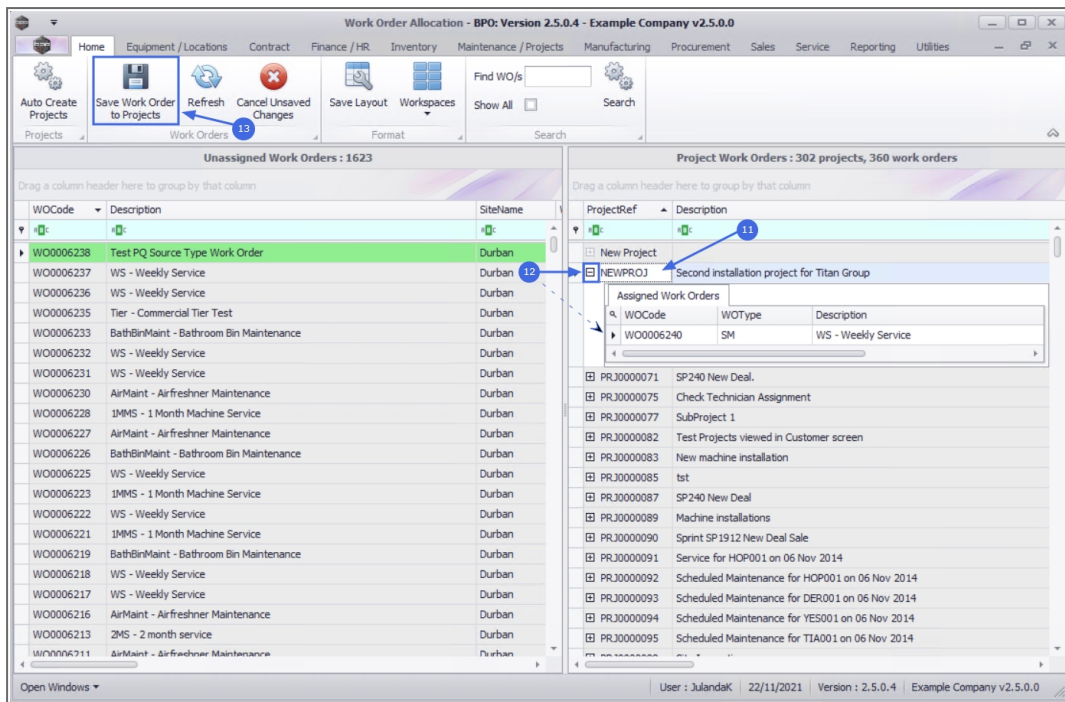 Work Order Allocation - BPO: Version 2.5.0.4 - Example Company v2.5.0.0
Home Equipment / Locations Contract Finance / HR Inventory Maintenance / Projects Manufacturing Procurement Sales Service Reporting Utilities
Auto Create Projects
Save Work Order to Projects
Refresh
Cancel Unsaved Changes
Save Layout
Workspaces
Find WO/s
Show All
Search
13
Projects Work Orders Format Search
Unassigned Work Orders : 1623
Drag a column header here to group by that column
WOCode Description SiteName
WO0006238 Test PQ Source Type Work Order Durban
WO0006237 WS - Weekly Service Durban
WO0006236 WS - Weekly Service Durban
WO0006235 Tier - Commercial Tier Test Durban
WO0006233 BathBinMaint - Bathroom Bin Maintenance Durban
WO0006232 WS - Weekly Service Durban
WO0006231 WS - Weekly Service Durban
WO0006230 AirMaint - Airfreshner Maintenance Durban
WO0006228 1MMS - 1 Month Machine Service Durban
WO0006227 AirMaint - Airfreshner Maintenance Durban
WO0006226 BathBinMaint - Bathroom Bin Maintenance Durban
WO0006225 WS - Weekly Service Durban
WO0006223 1MMS - 1 Month Machine Service Durban
WO0006222 WS - Weekly Service Durban
WO0006221 1MMS - 1 Month Machine Service Durban
WO0006219 BathBinMaint - Bathroom Bin Maintenance Durban
WO0006218 WS - Weekly Service Durban
WO0006217 WS - Weekly Service Durban
WO0006216 AirMaint - Airfreshner Maintenance Durban
WO0006213 2MS - 2 month service Durban
WO0006211 AirMaint - Airfreshner Maintenance Durban
Project Work Orders : 302 projects, 360 work orders
Drag a column header here to group by that column
ProjectRef Description
11
New Project
12
NEWPROJ Second installation project for Titan Group
Assigned Work Orders
WOCode WOType Description
WO0006240 SM WS - Weekly Service
PRJ0000071 SP240 New Deal.
PRJ0000075 Check Technician Assignment
PRJ0000077 SubProject 1
PRJ0000082 Test Projects viewed in Customer screen
PRJ0000083 New machine installation
PRJ0000085 tst
PRJ0000087 SP240 New Deal
PRJ0000089 Machine installations
PRJ0000090 Sprint SP1912 New Deal Sale
PRJ0000091 Service for HOP001 on 06 Nov 2014
PRJ0000092 Scheduled Maintenance for HOP001 on 06 Nov 2014
PRJ0000093 Scheduled Maintenance for DER001 on 06 Nov 2014
PRJ0000094 Scheduled Maintenance for YES001 on 06 Nov 2014
PRJ0000095 Scheduled Maintenance for TIA001 on 06 Nov 2014
Open Windows
User : JulandaK 22/11/2021 Version : 2.5.0.4 Example Company v2.5.0.0